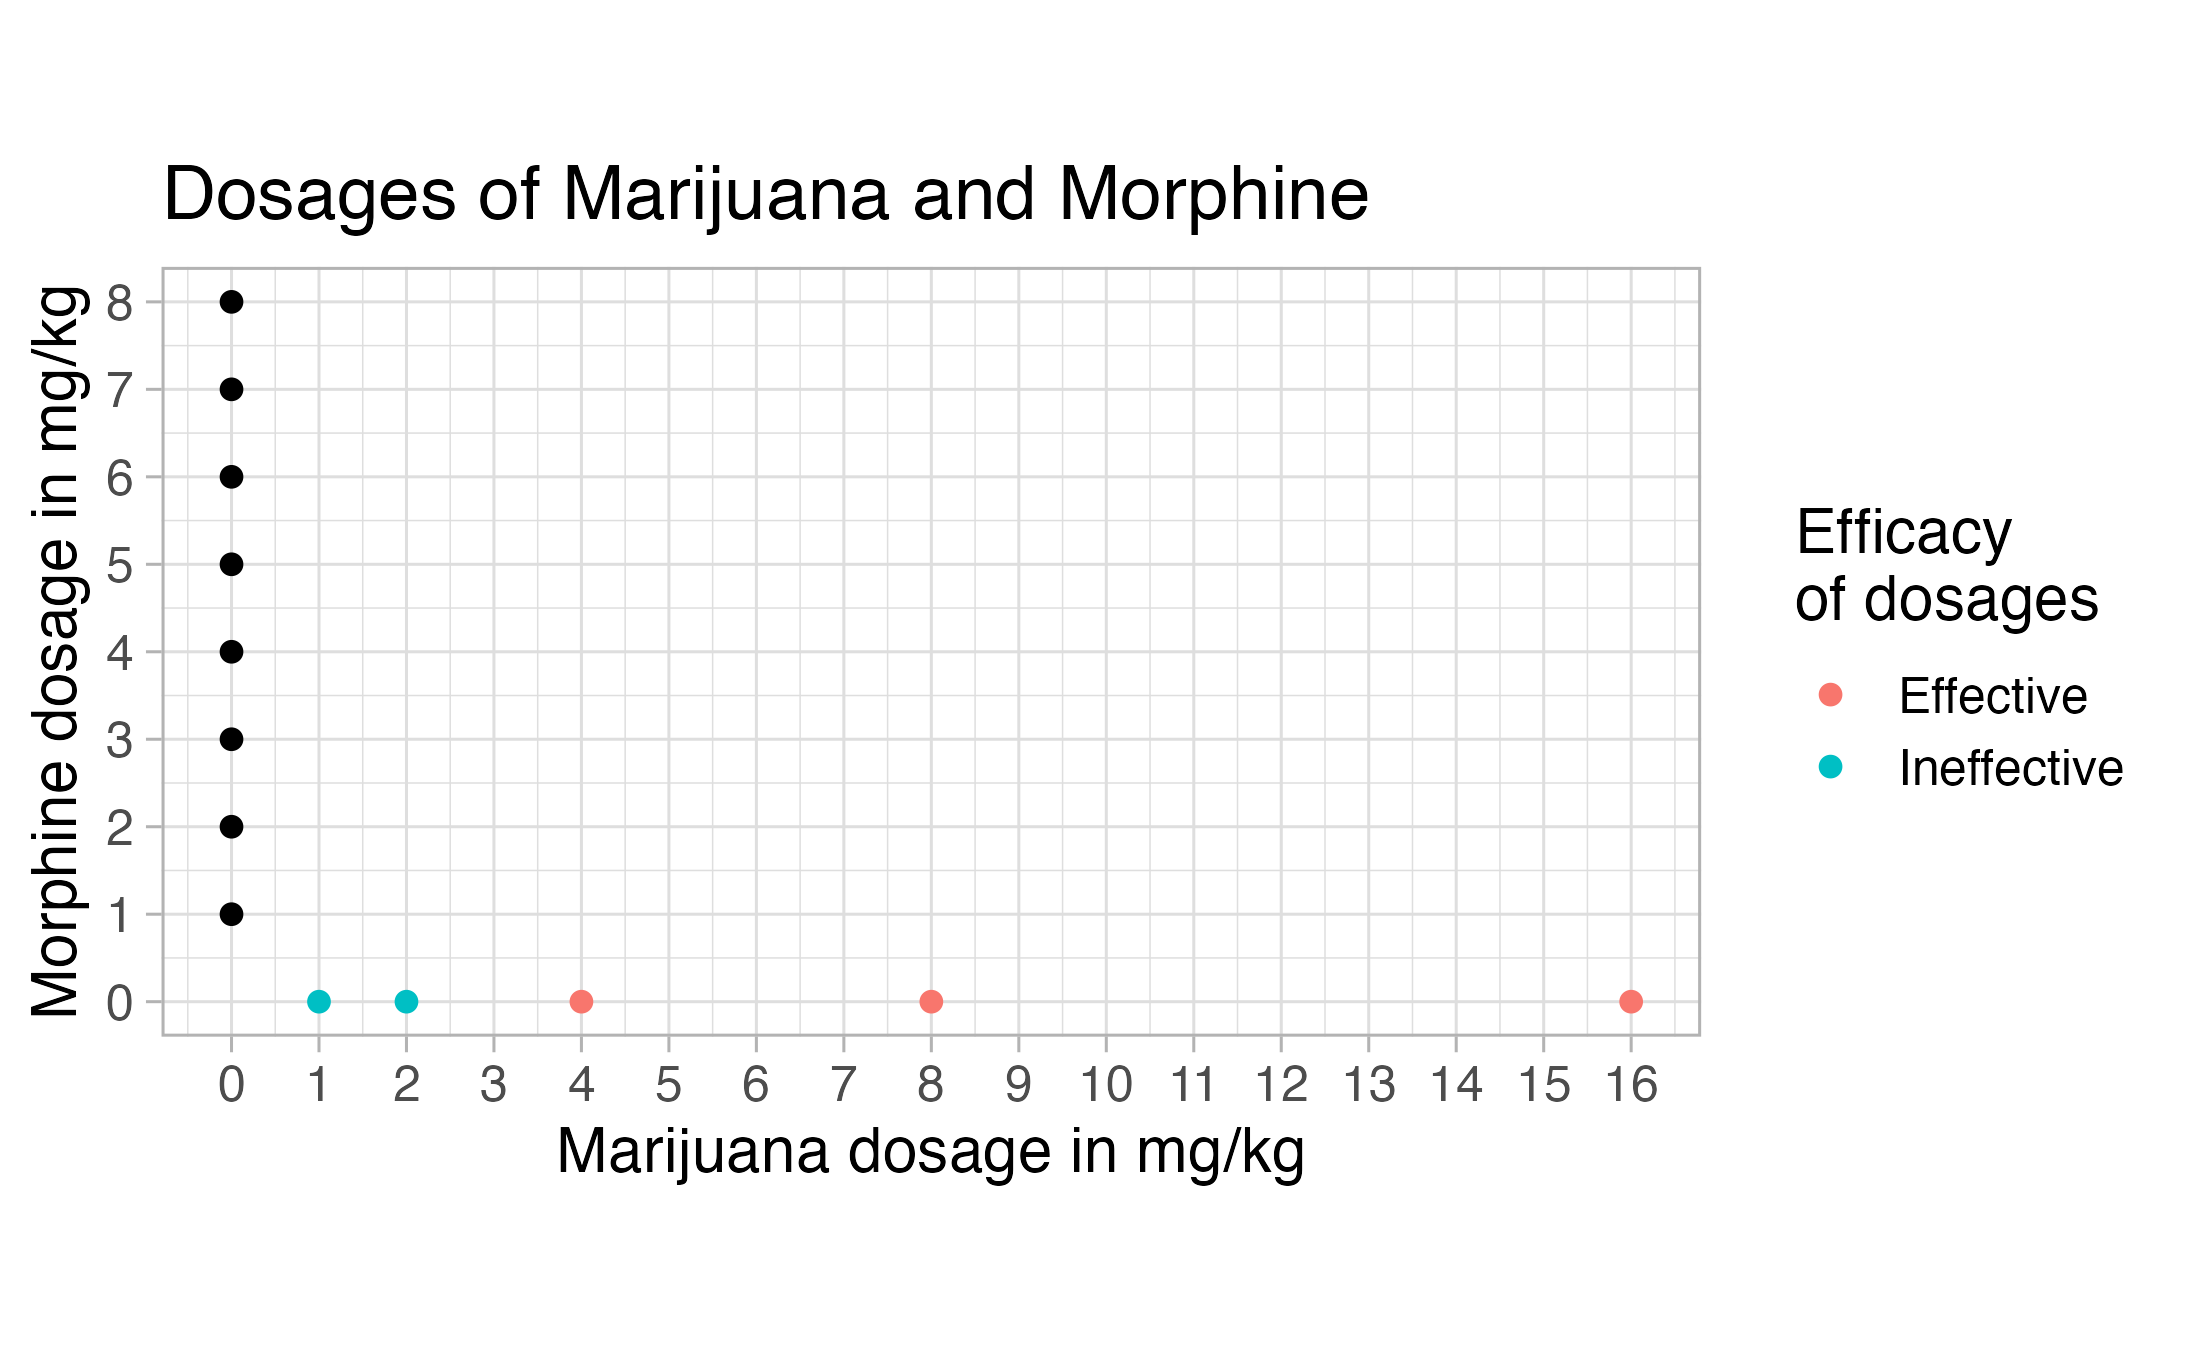 Dosages of Marijuana and Morphine
Morphine dosage in mg/kg
8
7
6
5
4
3
2
1
0
0 1 2 3 4 5 6 7 8 9 10 11 12 13 14 15 16
Marijuana dosage in mg/kg
Efficacy
of dosages
Effective
Ineffective